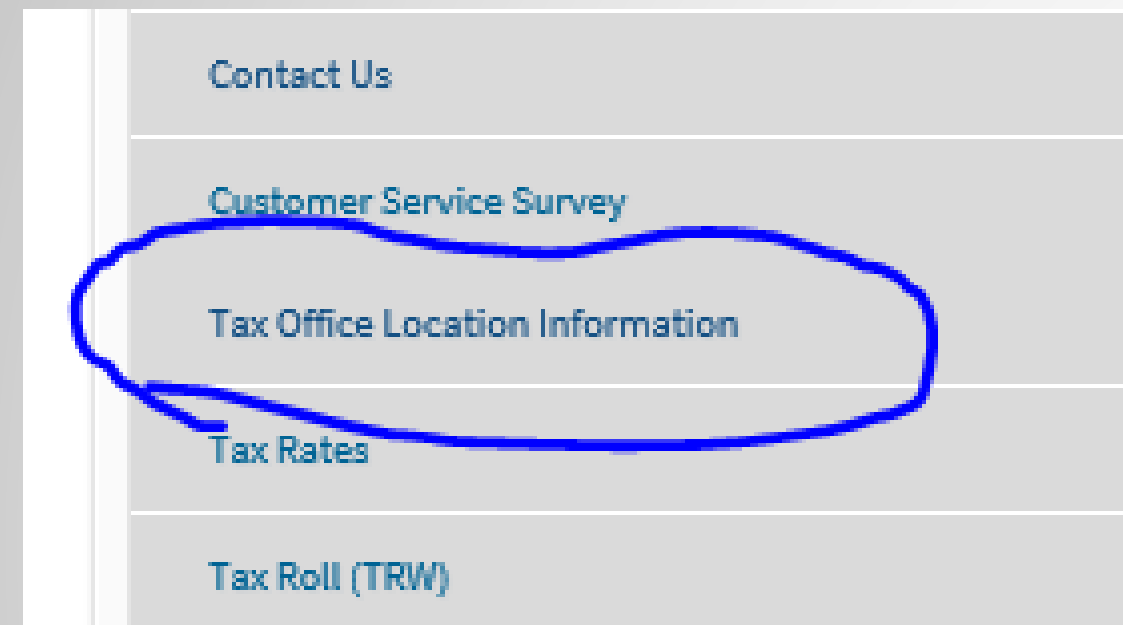 Contact Us
Customer Service Survey
Tax Office Location Information
Tax Rates
Tax Roll (TRW)